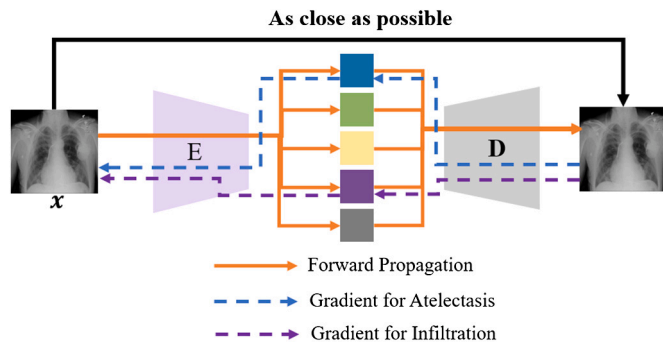 As close as possible
E
D
x
Forward Propagation
Gradient for Atelectasis
Gradient for Infiltration